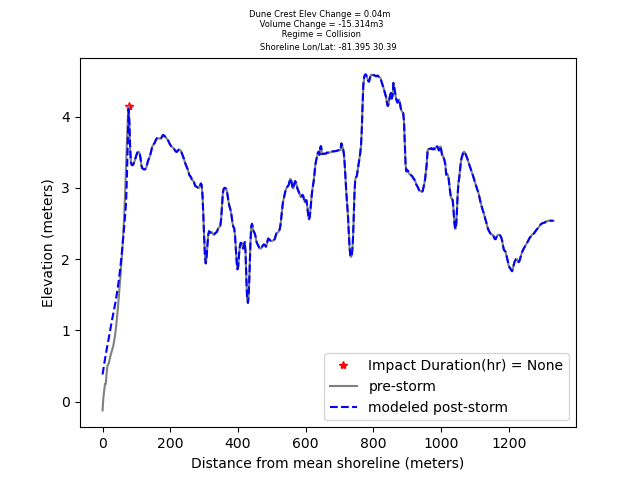 Dune Crest Elev Change = 0.04m
Volume Change = -15.314m3
Regime = Collision
Shoreline Lon/Lat: -81.395 30.39
4
3
2
1
0
Elevation (meters)
Impact Duration(hr) = None
pre-storm
modeled post-storm
0 200 400 600 800 1000 1200
Distance from mean shoreline (meters)